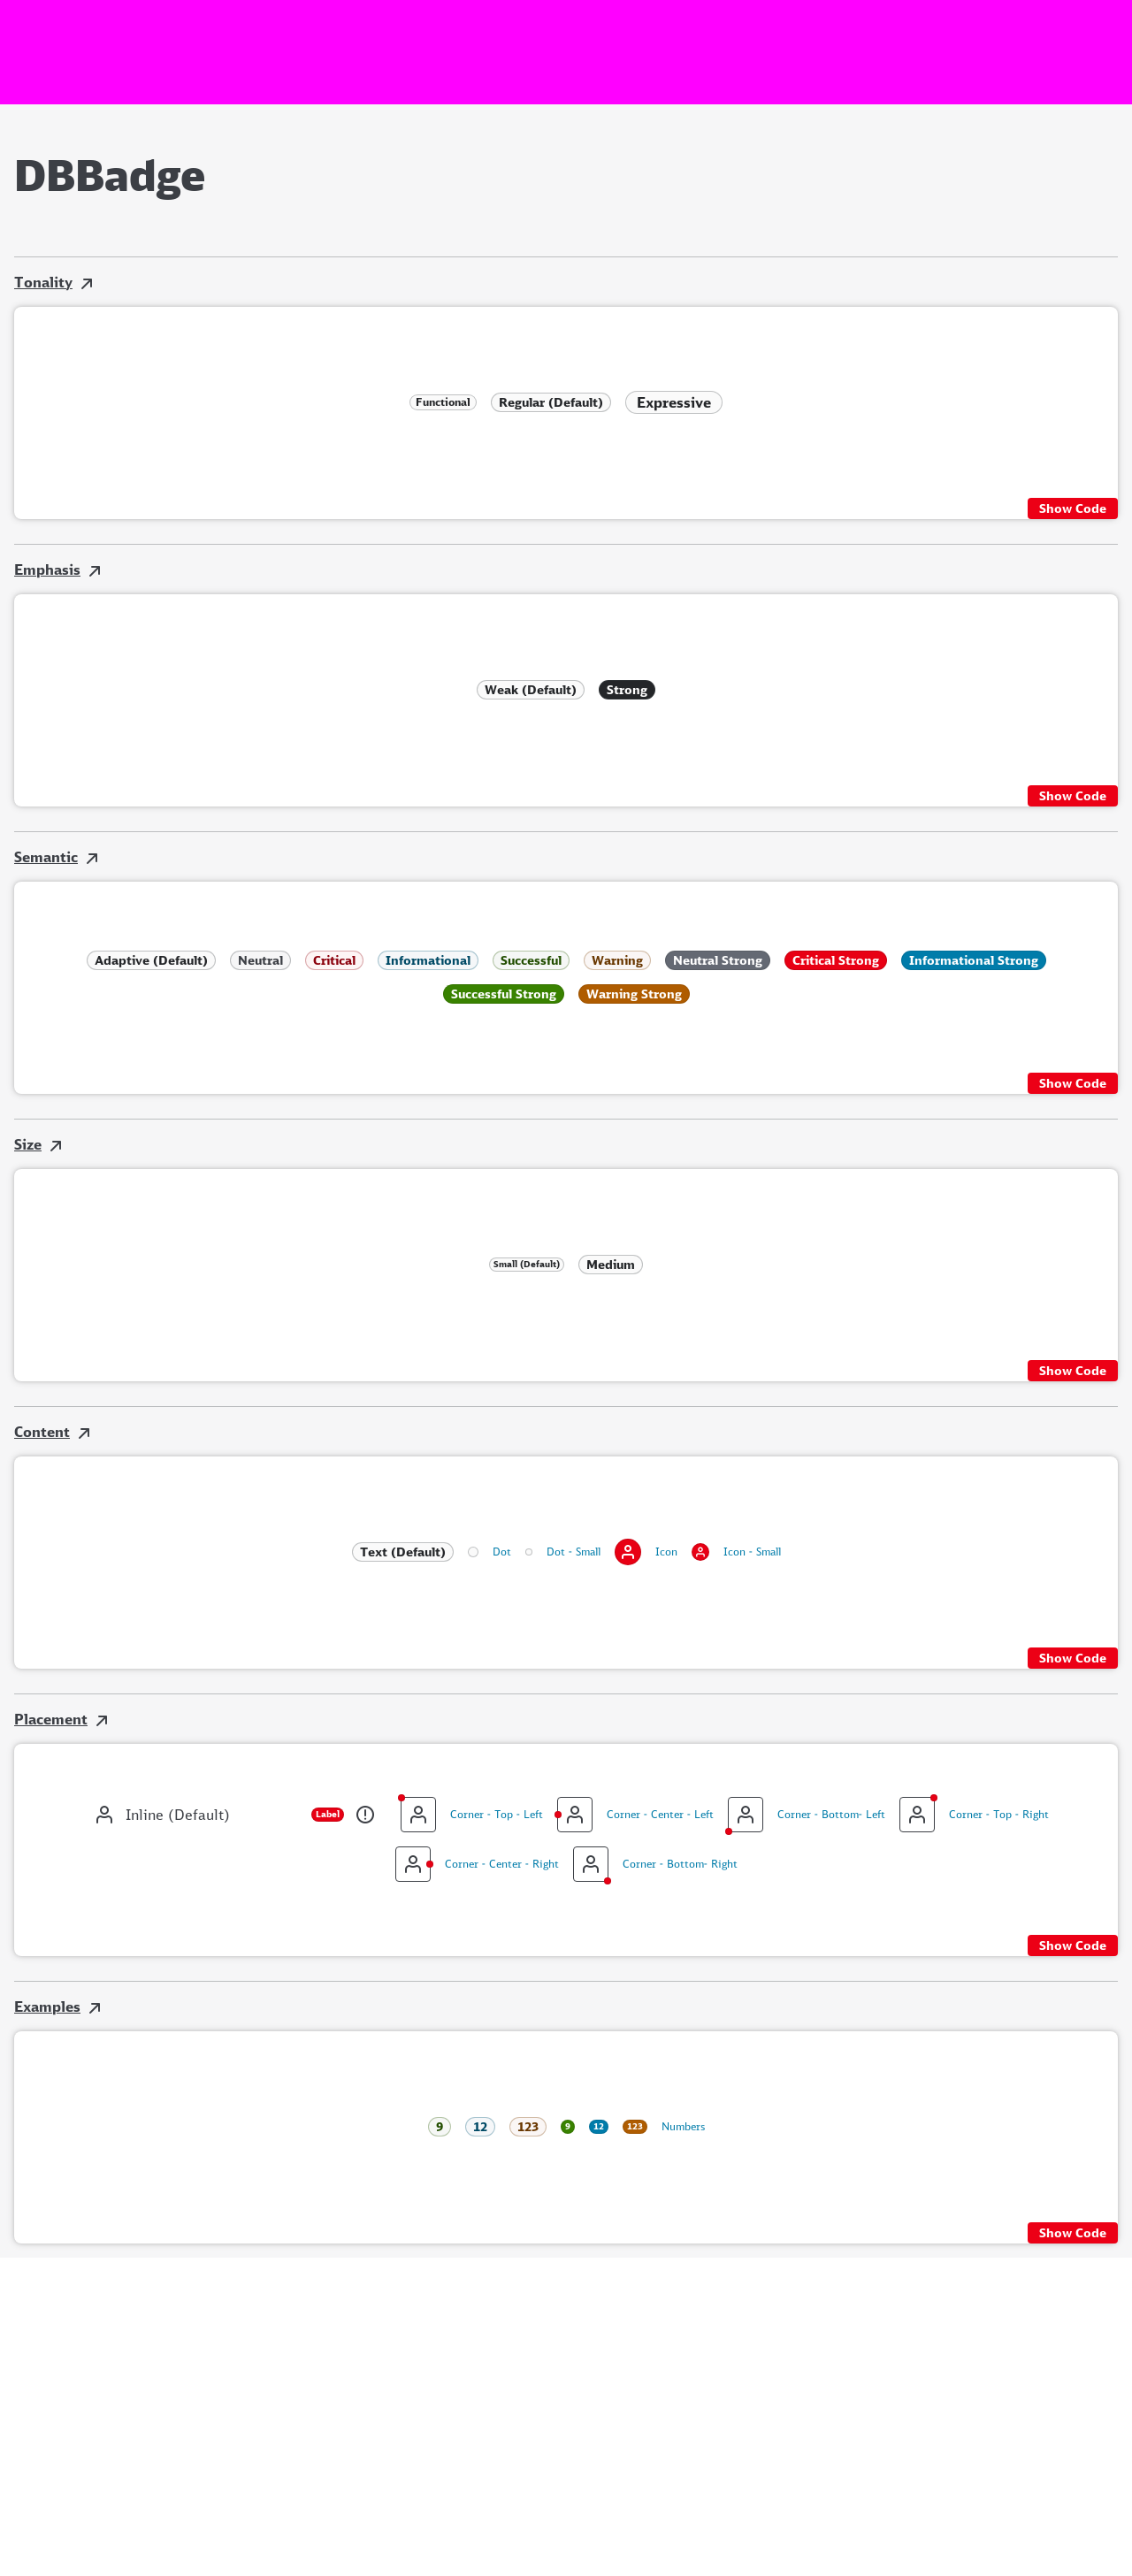 DBBadge
Tonality
Functional Regular (Default) Expressive
Show Code
Emphasis
Weak (Default) Strong
Show Code
Semantic
Adaptive (Default) Neutral Critical Informational Successful Warning Neutral Strong Critical Strong Informational Strong
Successful Strong Warning Strong
Show Code
Size
Small (Default) Medium
Show Code
Content
Text (Default) Dot Dot - Small Icon Icon - Small
Show Code
Placement
Inline (Default) Label Corner - Top - Left Corner - Center - Left Corner - Bottom- Left Corner - Top - Right
Corner - Center - Right Corner - Bottom- Right
Show Code
Examples
9 12 123 9 12 123 Numbers
Show Code